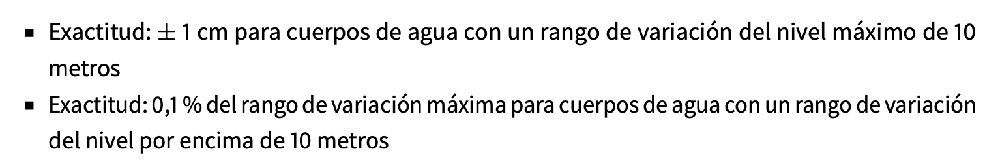 ▪ Exactitud: ± 1 cm para cuerpos de agua con un rango de variación del nivel máximo de 10
metros
▪ Exactitud: 0,1 % del rango de variación máxima para cuerpos de agua con un rango de variación
del nivel por encima de 10 metros